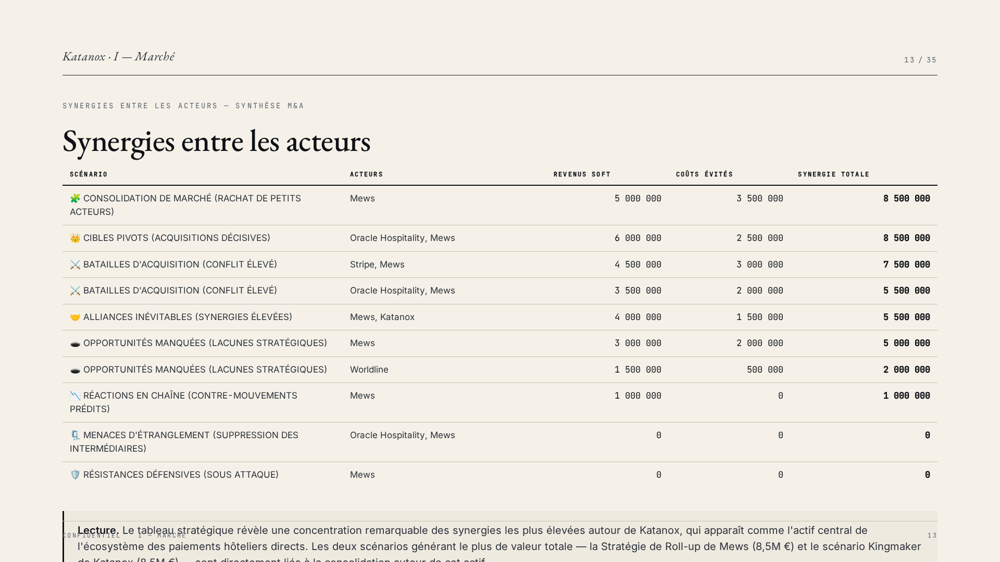 Katanox · I — Marché
13 / 35
SYNERGIES ENTRE LES ACTEURS — SYNTHÈSE M&A
Synergies entre les acteurs
SCÉNARIO ACTEURS REVENUS SOFT COÛTS ÉVITÉS SYNERGIE TOTALE
🧩 CONSOLIDATION DE MARCHÉ (RACHAT DE PETITS Mews 5 000 000 3 500 000 8 500 000
ACTEURS)
👑 CIBLES PIVOTS (ACQUISITIONS DÉCISIVES) Oracle Hospitality, Mews 6 000 000 2 500 000 8 500 000
⚔️ BATAILLES D'ACQUISITION (CONFLIT ÉLEVÉ) Stripe, Mews 4 500 000 3 000 000 7 500 000
⚔️ BATAILLES D'ACQUISITION (CONFLIT ÉLEVÉ) Oracle Hospitality, Mews 3 500 000 2 000 000 5 500 000
🤝 ALLIANCES INÉVITABLES (SYNERGIES ÉLEVÉES) Mews, Katanox 4 000 000 1 500 000 5 500 000
🕳️ OPPORTUNITÉS MANQUÉES (LACUNES STRATÉGIQUES) Mews 3 000 000 2 000 000 5 000 000
🕳️ OPPORTUNITÉS MANQUÉES (LACUNES STRATÉGIQUES) Worldline 1 500 000 500 000 2 000 000
📉 RÉACTIONS EN CHAÎNE (CONTRE-MOUVEMENTS Mews 1 000 000 0 1 000 000
PRÉDITS)
🗜️ MENACES D'ÉTRANGLEMENT (SUPPRESSION DES Oracle Hospitality, Mews 0 0 0
INTERMÉDIAIRES)
🛡️ RÉSISTANCES DÉFENSIVES (SOUS ATTAQUE) Mews 0 0 0
Lecture. Le tableau stratégique révèle une concentration remarquable des synergies les plus élevées autour de Katanox, qui apparaît comme l'actif central de
CONFIDENTIEL I — MARCHÉ 13
l'écosystème des paiements hôteliers directs. Les deux scénarios générant le plus de valeur totale — la Stratégie de Roll-up de Mews (8,5M €) et le scénario Kingmaker
de Katanox (8,5M €) — sont directement liés à la consolidation autour de cet actif.